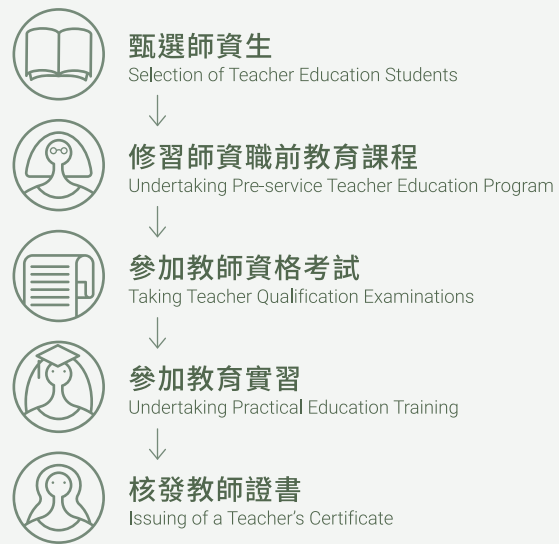 甄選師資生
Selection of Teacher Education Students
修習師資職前教育課程
Undertaking Pre-service Teacher Education Program
參加教師資格考試
Taking Teacher Qualification Examinations
參加教育實習
Undertaking Practical Education Training
核發教師證書
Issuing of a Teacher's Certificate